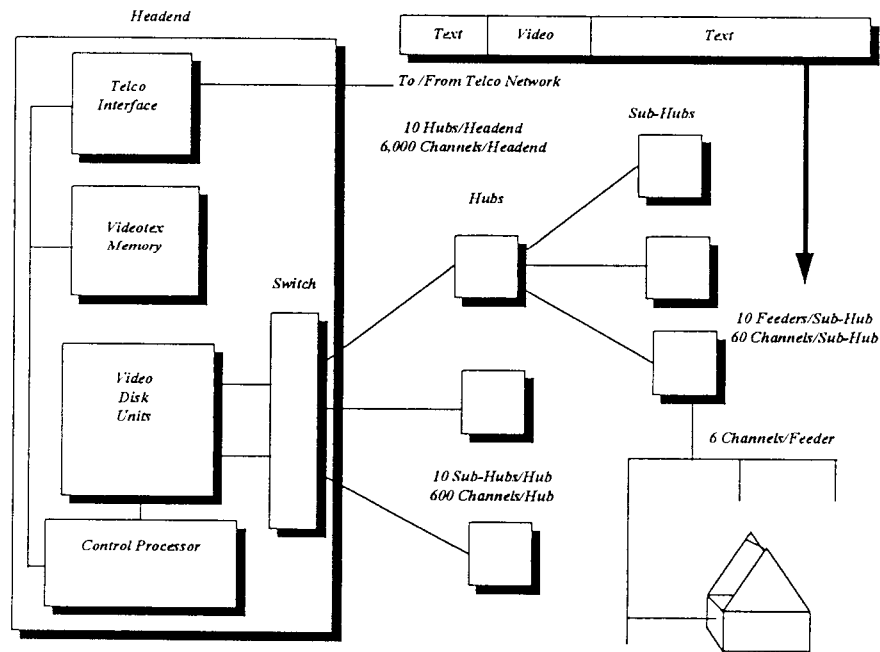 Headend
Text Video Text
Telco
Interface
To /From Telco Network
10 Hubs/Headend
6,000 Channels/Headend
Sub-Hubs
Hubs
Videotex
Memory
Switch
10 Feeders/Sub-Hub
60 Channels/Sub-Hub
Video
Disk
Units
6 Channels/Feeder
10 Sub-Hubs/Hub
600 Channels/Hub
Control Processor